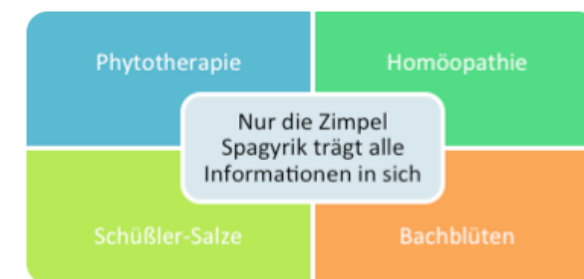 Phytotherapie
Homöopathie
Nur die Zimpel
Spagyrik trägt alle
Informationen in sich
Schüßler-Salze
Bachblüten